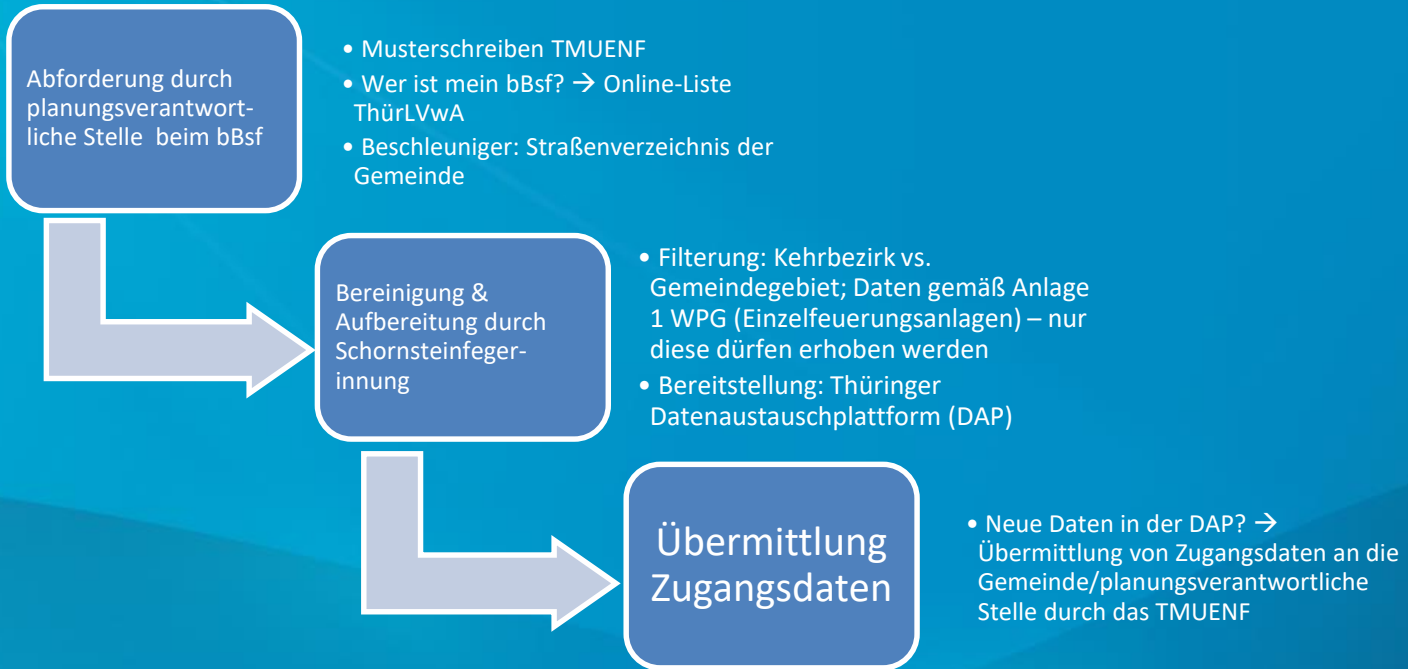 Abforderung durch
planungsverantwort-
liche Stelle beim bBsf
• Musterschreiben TMUENF
• Wer ist mein bBsf? → Online-Liste
ThürLVwA
• Beschleuniger: Straßenverzeichnis der
Gemeinde
Bereinigung &
Aufbereitung durch
Schornsteinfeger-
innung
• Filterung: Kehrbezirk vs.
Gemeindegebiet; Daten gemäß Anlage
1 WPG (Einzelfeuerungsanlagen) – nur
diese dürfen erhoben werden
• Bereitstellung: Thüringer
Datenaustauschplattform (DAP)
Übermittlung
Zugangsdaten
• Neue Daten in der DAP? →
Übermittlung von Zugangsdaten an die
Gemeinde/planungsverantwortliche
Stelle durch das TMUENF